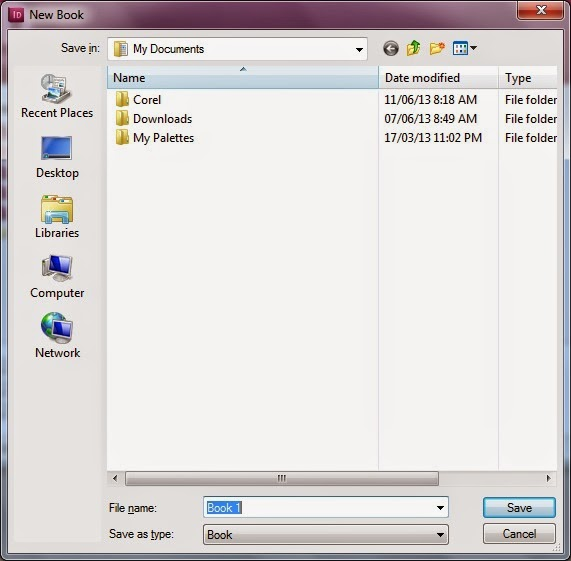 ID New Book
Save in: My Documents
Name Date modified Type
Recent Places
Desktop
Libraries
Computer
Network
Corel 11/06/13 8:18 AM File folder
Downloads 07/06/13 8:49 AM File folder
My Palettes 17/03/13 11:02 PM File folder
File name: Book 1 Save
Save as type: Book Cancel